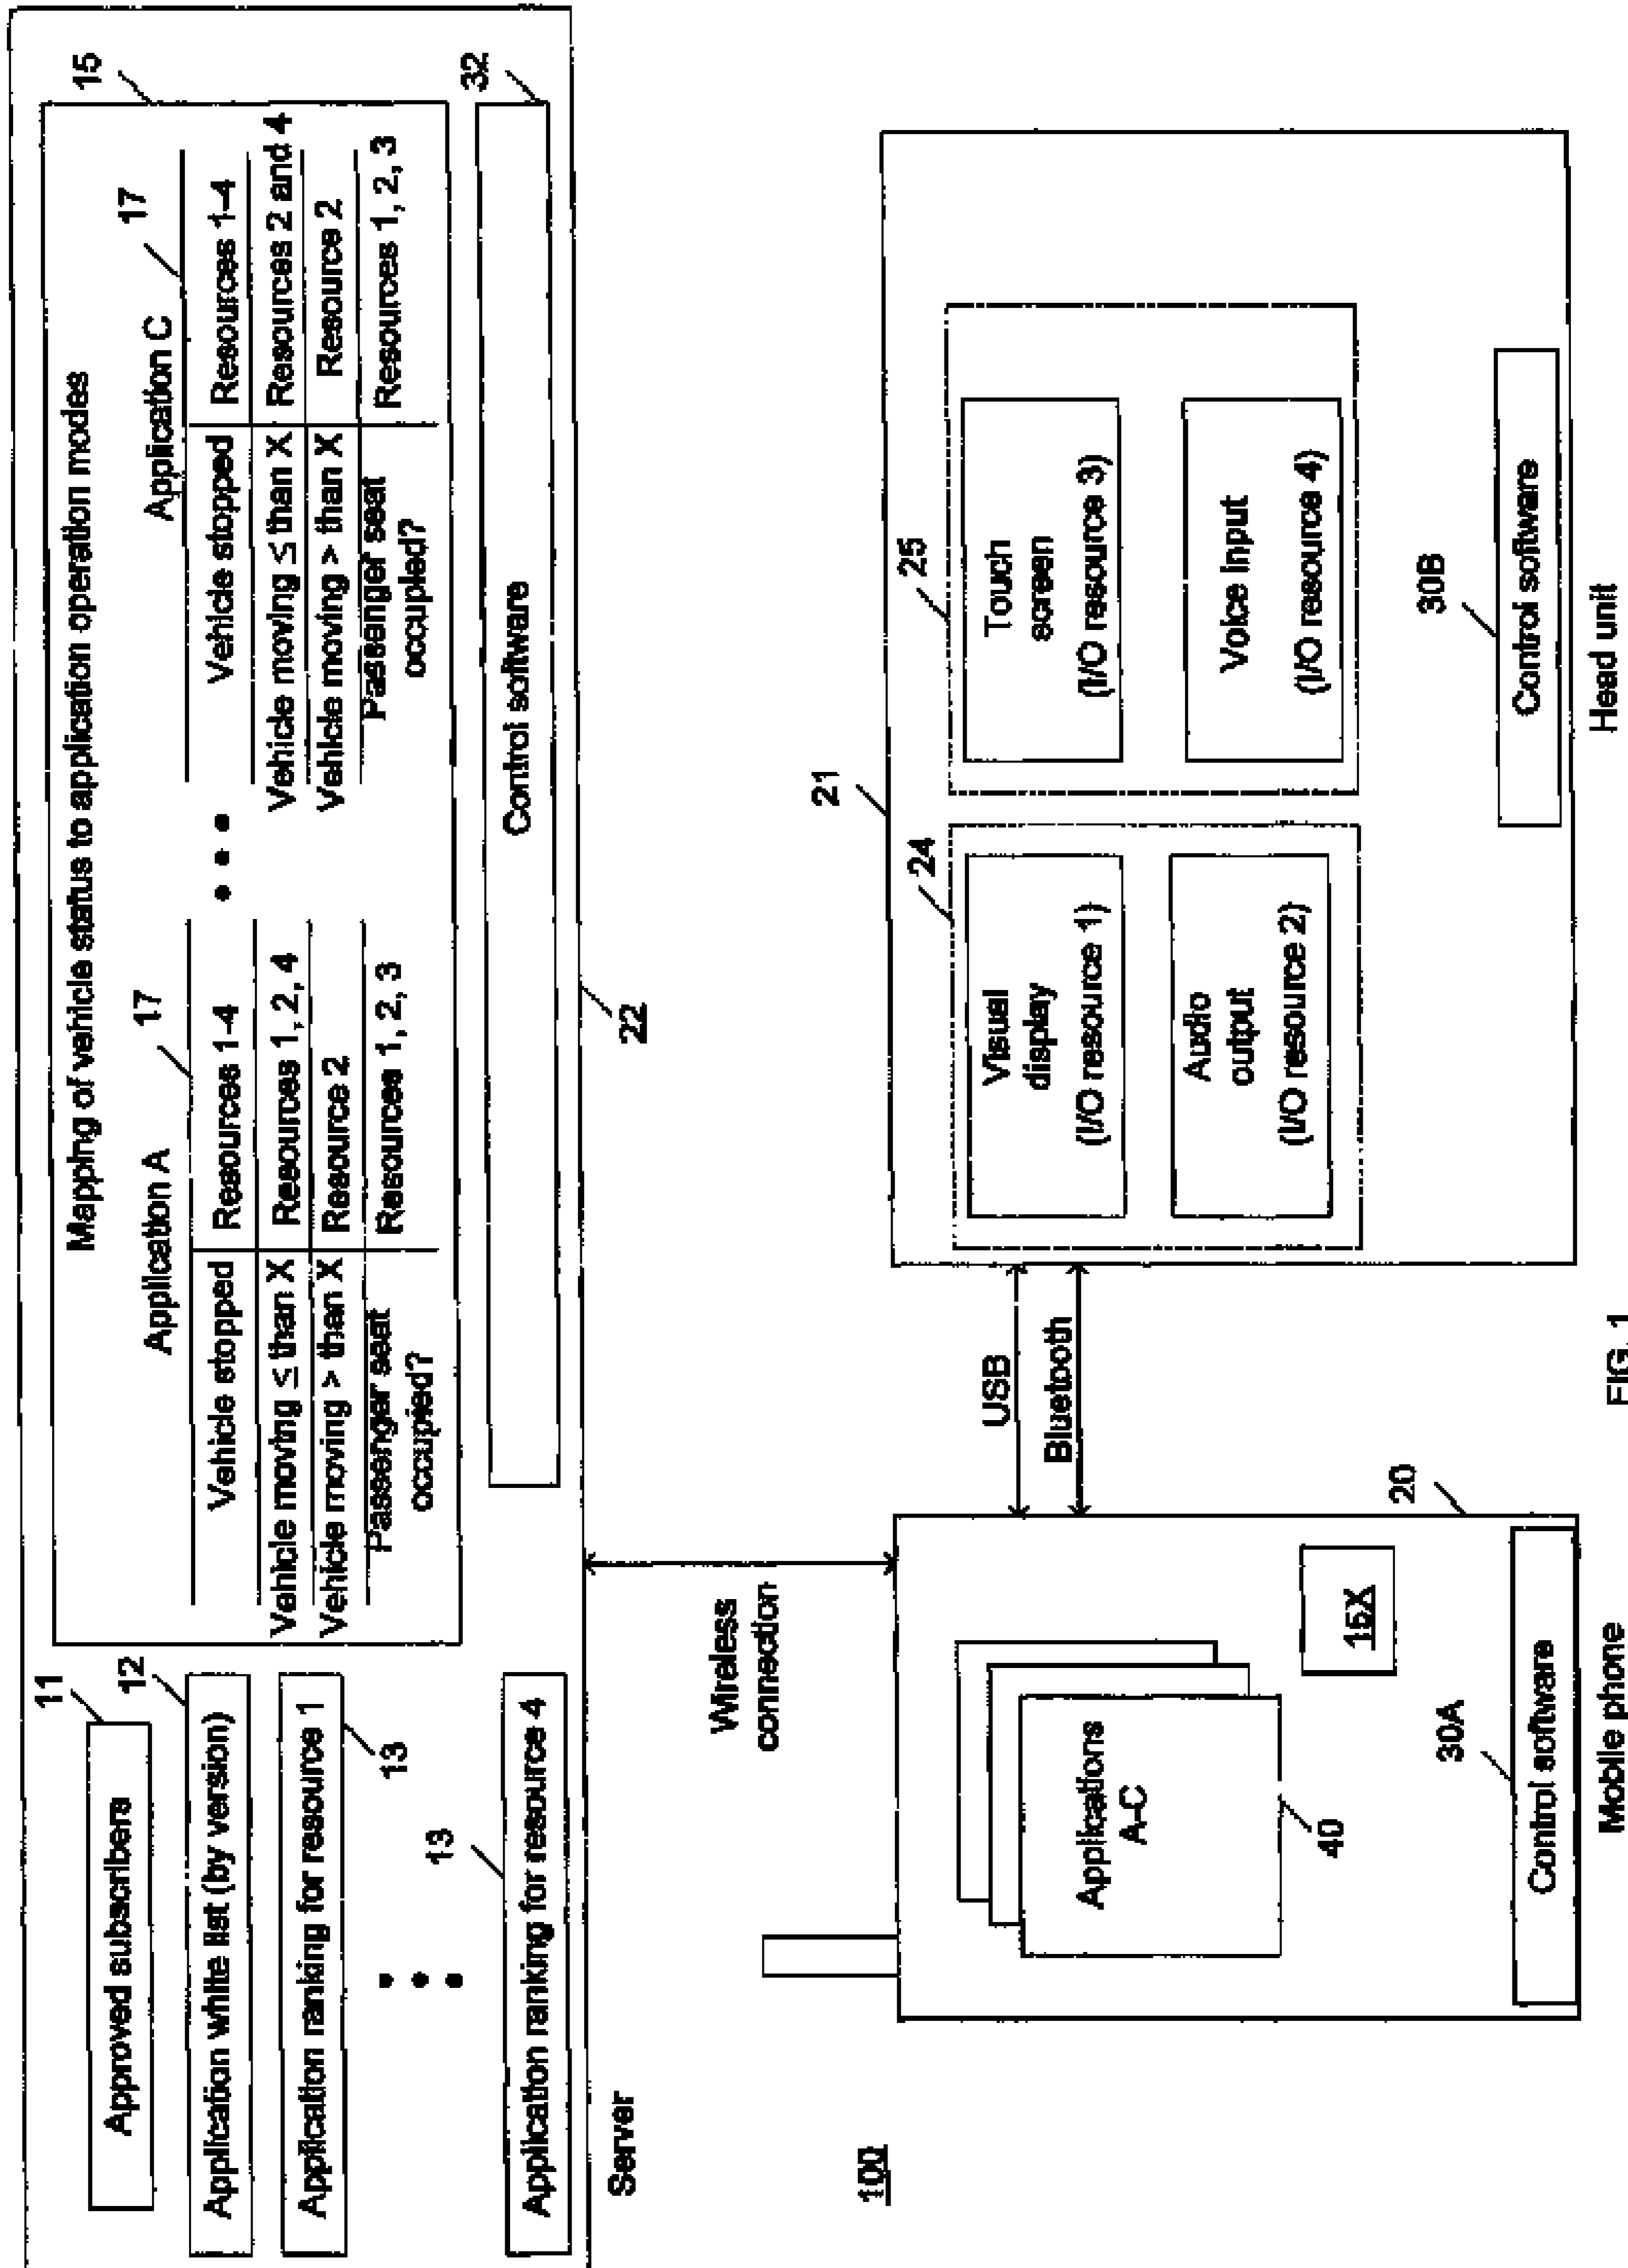 Approved subscribers
11
Application white list (by version)
12
Application ranking for resource 1
13
13
Application ranking for resource 4
Mapping of vehicle status to application operation modes
15
Application A
17
Vehicle stopped Resources 1-4
Vehicle moving ≤ than X Resources 1, 2, 4
Vehicle moving > than X Resource 2
Passenger seat Resources 1, 2, 3
occupied?
Application C
17
Vehicle stopped Resources 1-4
Vehicle moving ≤ than X Resources 2 and 4
Vehicle moving > than X Resource 2
Passenger seat Resources 1, 2, 3
occupied?
Control software
32
Server
22
100
Wireless
connection
Applications
A-C
40
15X
30A
Control software
20
Mobile phone
USB
Bluetooth
21
24
Visual
display
(I/O resource 1)
Audio
output
(I/O resource 2)
25
Touch
screen
(I/O resource 3)
Voice input
(I/O resource 4)
30B
Control software
Head unit
FIG. 1